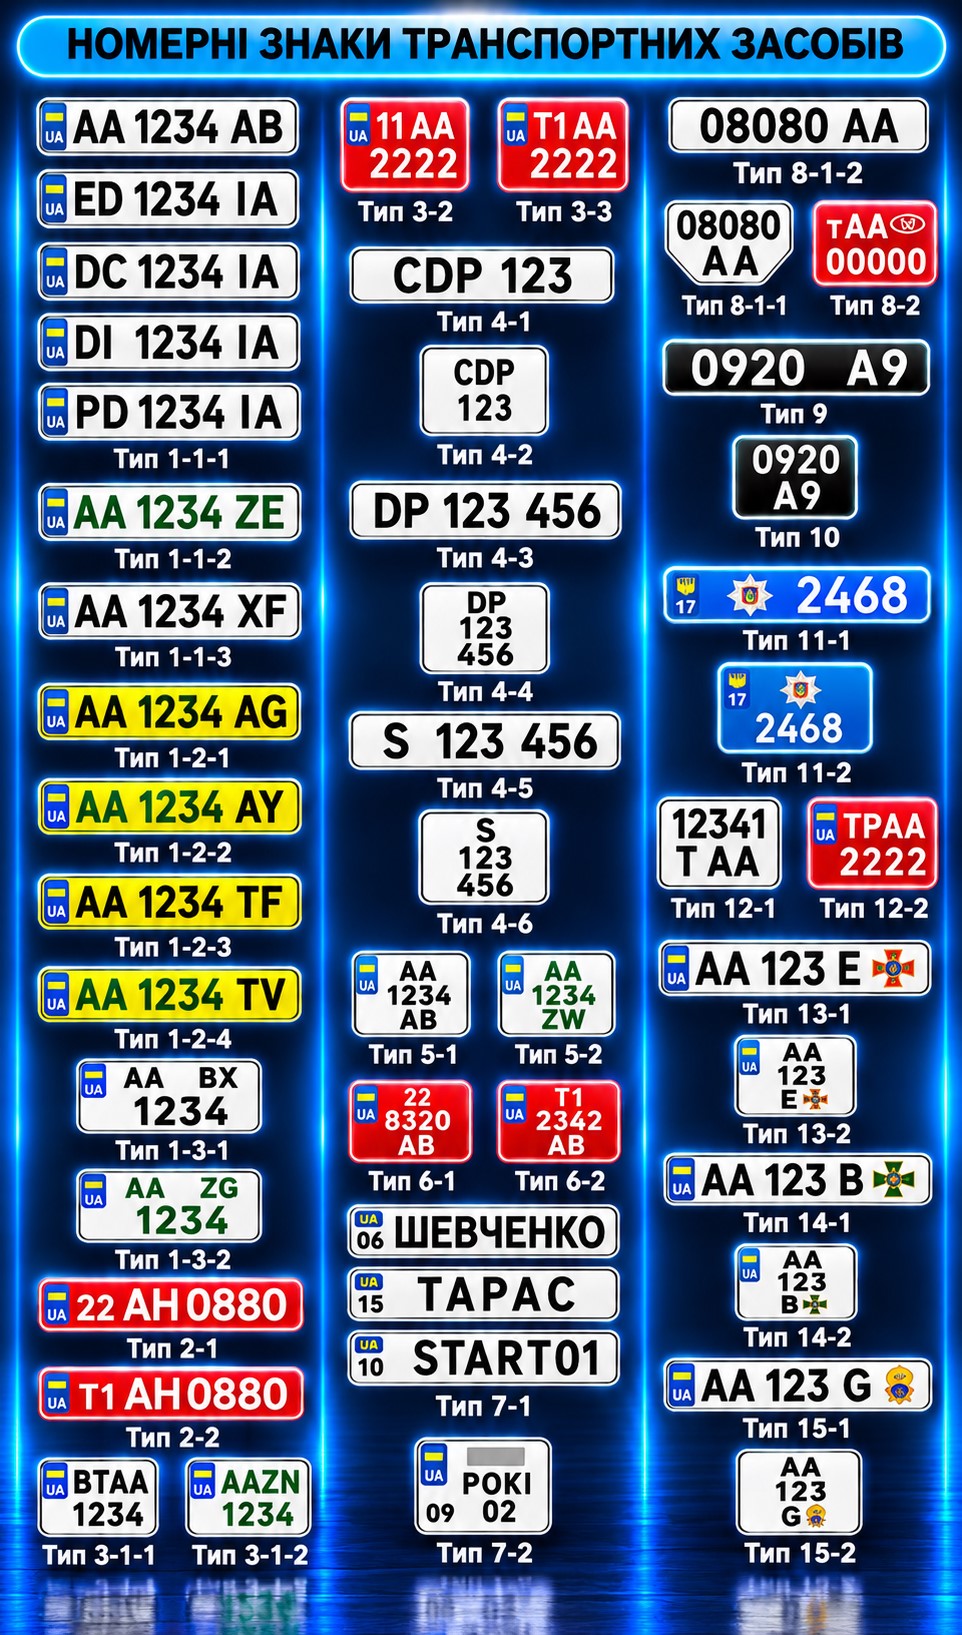 НОМЕРНІ ЗНАКИ ТРАНСПОРТНИХ ЗАСОБІВ
UA AA 1234 AB
UA ED 1234 IA
UA DC 1234 IA
UA DI 1234 IA
UA PD 1234 IA
Тип 1-1-1
UA AA 1234 ZE
Тип 1-1-2
UA AA 1234 XF
Тип 1-1-3
UA AA 1234 AG
Тип 1-2-1
UA AA 1234 AY
Тип 1-2-2
UA AA 1234 TF
Тип 1-2-3
UA AA 1234 TV
Тип 1-2-4
UA AA BX
1234
Тип 1-3-1
UA AA ZG
1234
Тип 1-3-2
UA 22 AH 0880
Тип 2-1
UA T1 AH 0880
Тип 2-2
UA BTAA
1234
Тип 3-1-1
UA AAZN
1234
Тип 3-1-2
UA 11 AA
2222
Тип 3-2
UA T1 AA
2222
Тип 3-3
CDP 123
Тип 4-1
CDP
123
Тип 4-2
DP 123 456
Тип 4-3
DP
123
456
Тип 4-4
S 123 456
Тип 4-5
S
123
456
Тип 4-6
AA
UA 1234
AB
Тип 5-1
AA
UA 1234
ZW
Тип 5-2
22
UA 8320
AB
Тип 6-1
T1
UA 2342
AB
Тип 6-2
UA
06 ШЕВЧЕНКО
UA
15 ТАРАС
UA
10 START01
Тип 7-1
UA РОКІ
09 02
Тип 7-2
08080 AA
Тип 8-1-2
08080
AA
Тип 8-1-1
тAA
00000
Тип 8-2
0920 A9
Тип 9
0920
A9
Тип 10
17 2468
Тип 11-1
17
2468
Тип 11-2
12341
T AA
Тип 12-1
UA TPAA
2222
Тип 12-2
UA AA 123 E
Тип 13-1
AA
UA 123
E
Тип 13-2
UA AA 123 B
Тип 14-1
AA
UA 123
B
Тип 14-2
UA AA 123 G
Тип 15-1
AA
123
G
Тип 15-2